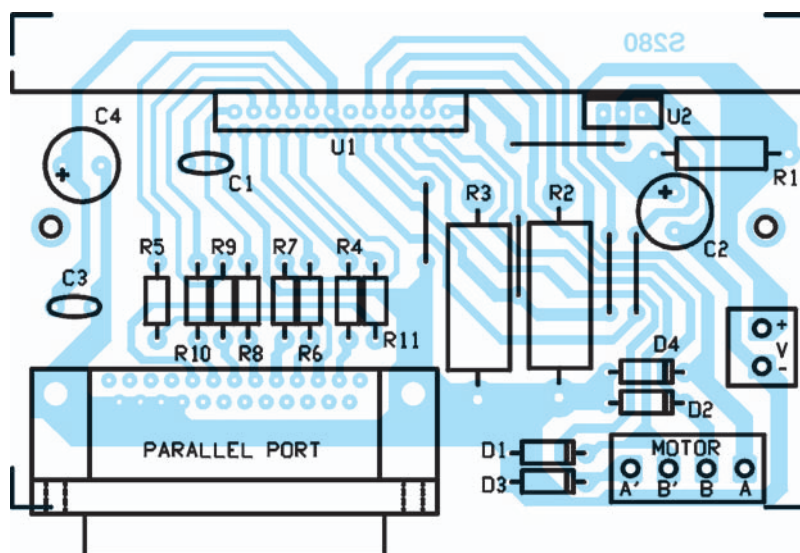 S280
C4
U1
U2
C1
R1
R3
R2
C2
R5
R9
R7
R4
C3
R10
R8
R6
R11
+
V
-
D4
D2
PARALLEL PORT
D1
D3
MOTOR
A' B' B A